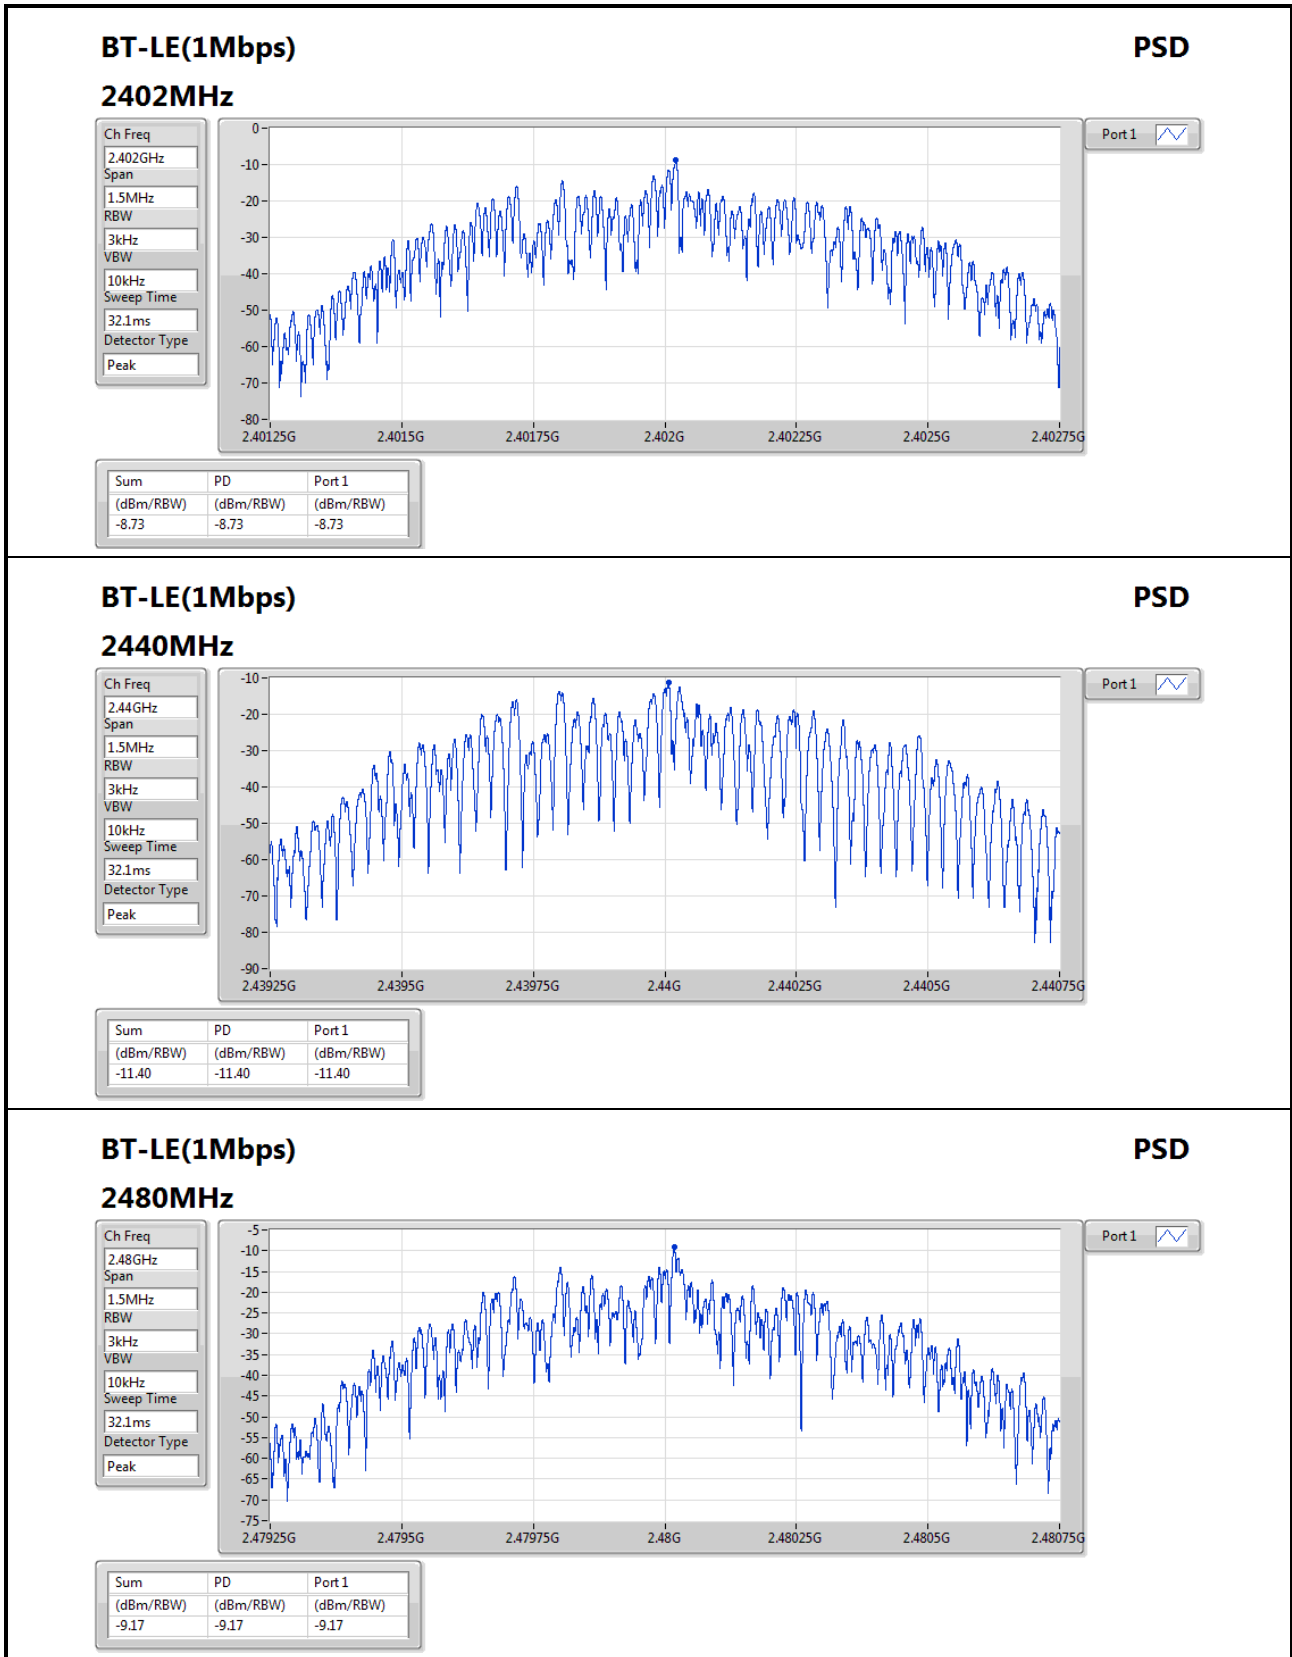 BT-LE(1Mbps) PSD
2402MHz
Ch Freq
2.402GHz
Span
1.5MHz
RBW
3kHz
VBW
10kHz
Sweep Time
32.1ms
Detector Type
Peak
0
-10
-20
-30
-40
-50
-60
-70
-80
2.40125G 2.4015G 2.40175G 2.402G 2.40225G 2.4025G 2.40275G
Port 1
Sum PD Port 1
(dBm/RBW) (dBm/RBW) (dBm/RBW)
-8.73 -8.73 -8.73
BT-LE(1Mbps) PSD
2440MHz
Ch Freq
2.44GHz
Span
1.5MHz
RBW
3kHz
VBW
10kHz
Sweep Time
32.1ms
Detector Type
Peak
-10
-20
-30
-40
-50
-60
-70
-80
-90
2.43925G 2.4395G 2.43975G 2.44G 2.44025G 2.4405G 2.44075G
Port 1
Sum PD Port 1
(dBm/RBW) (dBm/RBW) (dBm/RBW)
-11.40 -11.40 -11.40
BT-LE(1Mbps) PSD
2480MHz
Ch Freq
2.48GHz
Span
1.5MHz
RBW
3kHz
VBW
10kHz
Sweep Time
32.1ms
Detector Type
Peak
-5
-10
-15
-20
-25
-30
-35
-40
-45
-50
-55
-60
-65
-70
-75
2.47925G 2.4795G 2.47975G 2.48G 2.48025G 2.4805G 2.48075G
Port 1
Sum PD Port 1
(dBm/RBW) (dBm/RBW) (dBm/RBW)
-9.17 -9.17 -9.17